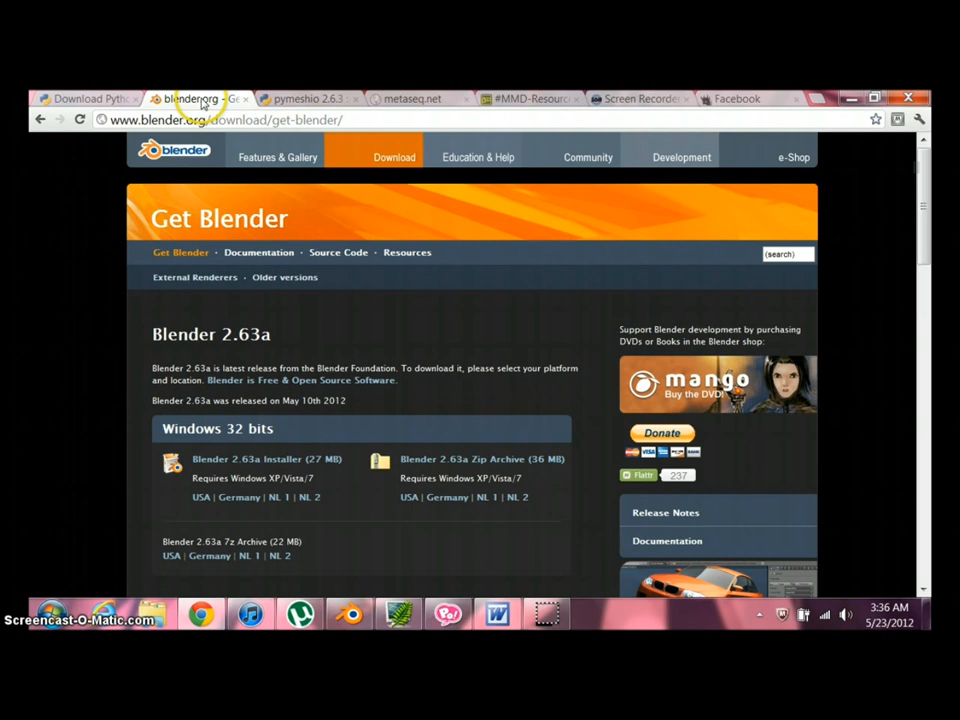 Download Pytho
blender.org - Ge
pymeshio 2.6.3 :
metaseq.net
#MMD-Resourc
Screen Recorde
Facebook
www.blender.org/download/get-blender/
blender
Features & Gallery
Download
Education & Help
Community
Development
e-Shop
Get Blender
Get Blender · Documentation · Source Code · Resources
(search)
External Renderers · Older versions
Blender 2.63a
Blender 2.63a is latest release from the Blender Foundation. To download it, please select your platform
and location. Blender is Free & Open Source Software.
Blender 2.63a was released on May 10th 2012
Windows 32 bits
Blender 2.63a Installer (27 MB)
Requires Windows XP/Vista/7
USA | Germany | NL 1 | NL 2
Blender 2.63a Zip Archive (36 MB)
Requires Windows XP/Vista/7
USA | Germany | NL 1 | NL 2
Blender 2.63a 7z Archive (22 MB)
USA | Germany | NL 1 | NL 2
Support Blender development by purchasing
DVDs or Books in the Blender shop:
mango
Buy the DVD!
Donate
VISA
Flattr 237
Release Notes
Documentation
Po!
W
3:36 AM
5/23/2012
Screencast-O-Matic.com